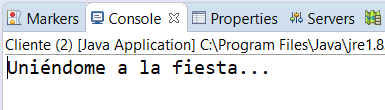 Markers Console Properties Servers
Cliente (2) [Java Application] C:\Program Files\Java\jre1.8
Uniéndome a la fiesta...